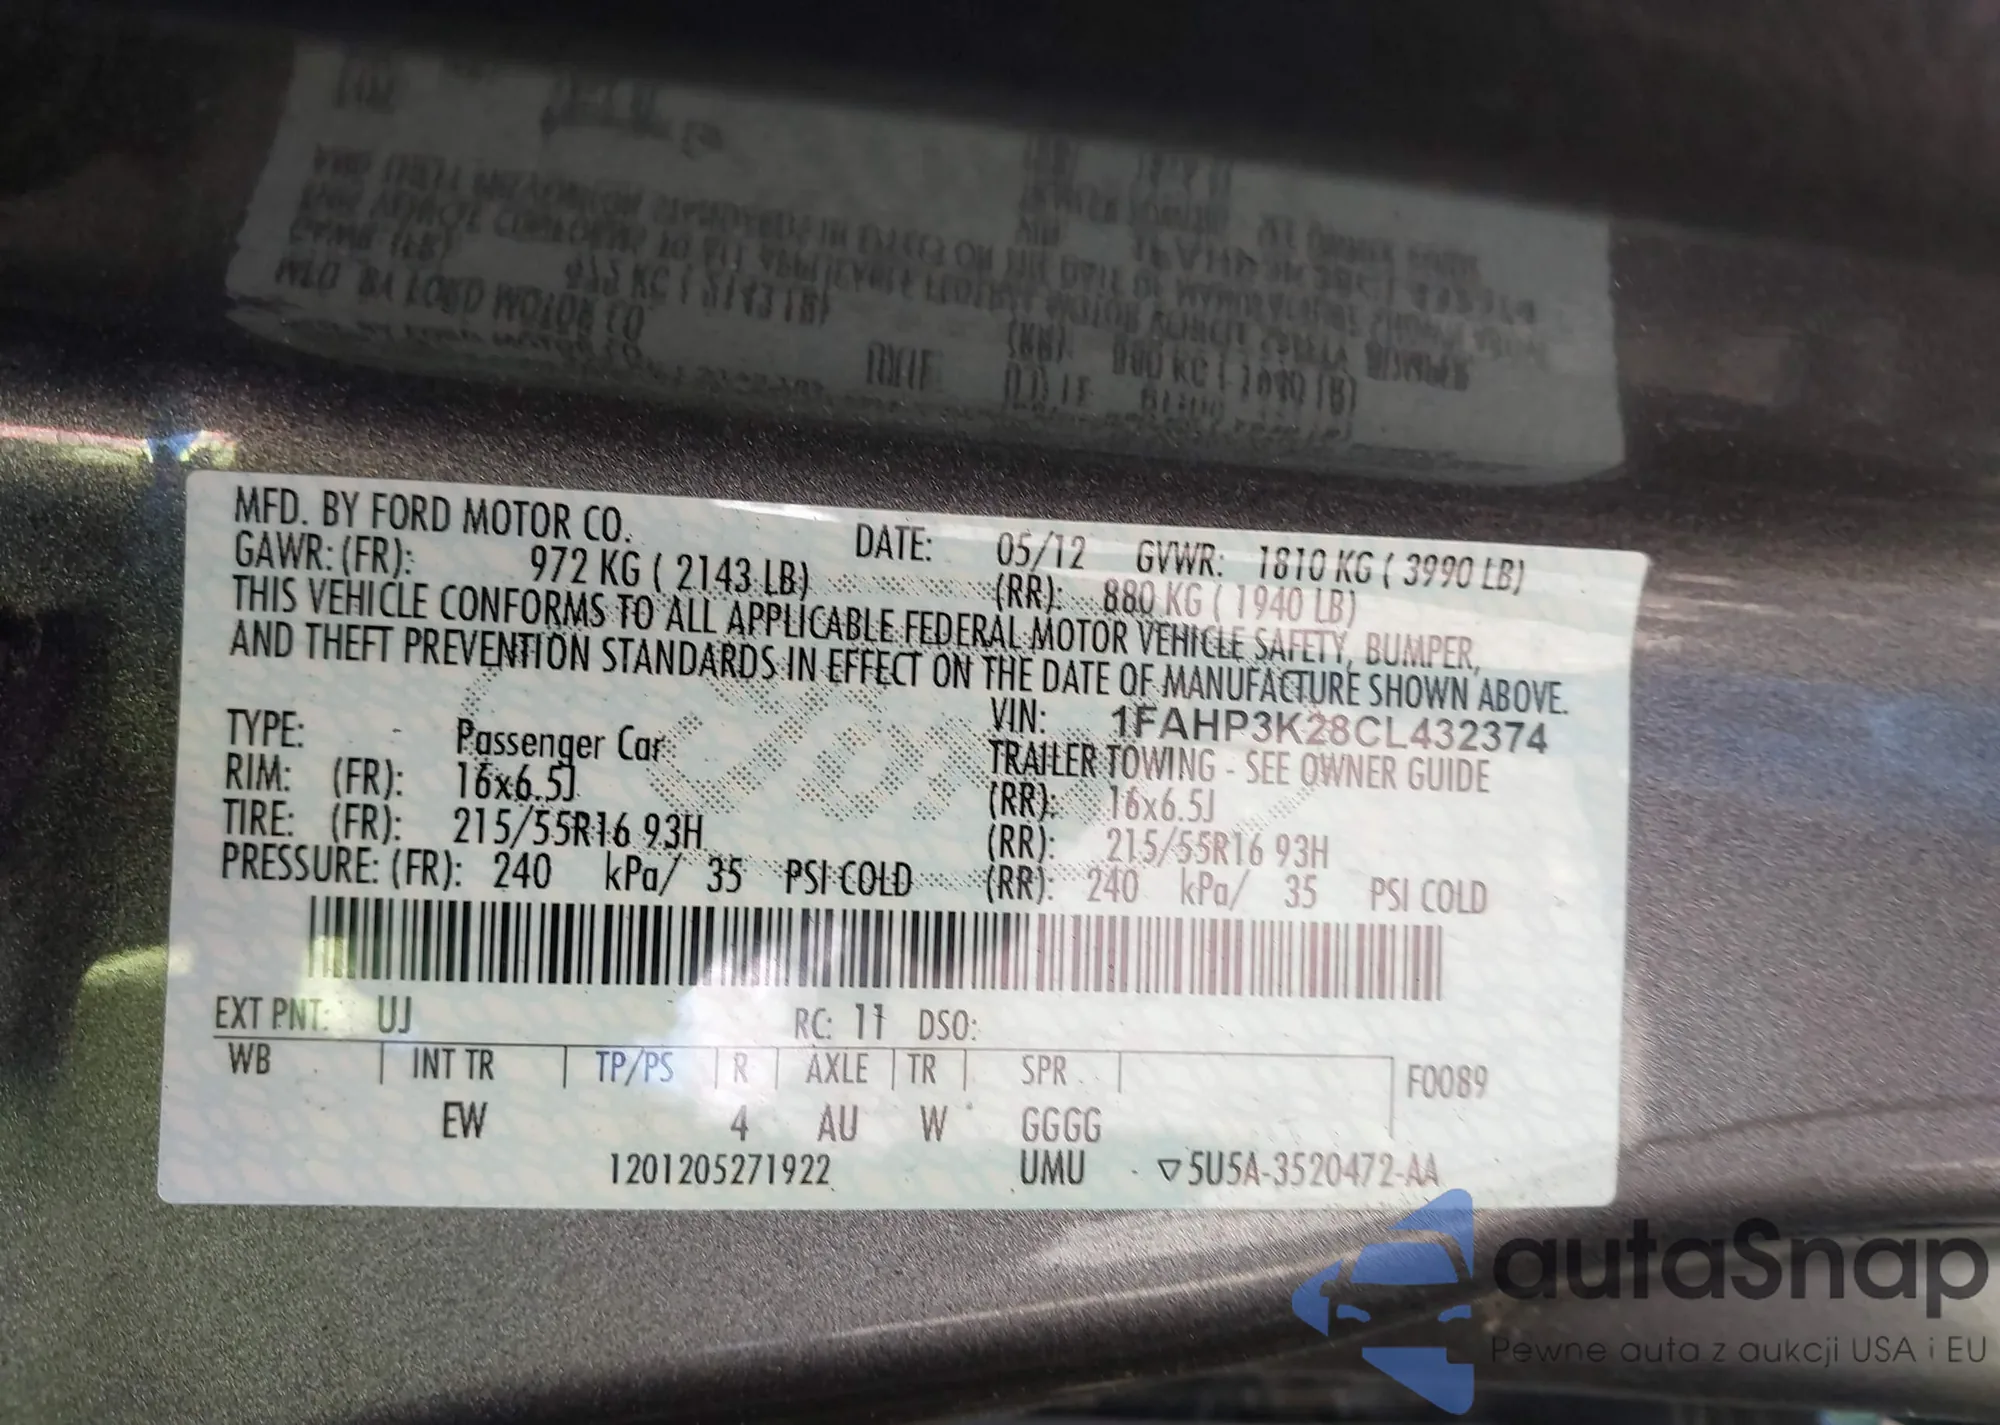 MFD. BY FORD MOTOR CO. DATE: 05/12 GVWR: 1810 KG ( 3990 LB)
GAWR: (FR): 972 KG ( 2143 LB) (RR): 880 KG ( 1940 LB)
THIS VEHICLE CONFORMS TO ALL APPLICABLE FEDERAL MOTOR VEHICLE SAFETY, BUMPER,
AND THEFT PREVENTION STANDARDS IN EFFECT ON THE DATE OF MANUFACTURE SHOWN ABOVE.
VIN: 1FAHP3K28CL432374
TYPE: - Passenger Car TRAILER TOWING - SEE OWNER GUIDE
RIM: (FR): 16x6.5J (RR): 16x6.5J
TIRE: (FR): 215/55R16 93H (RR): 215/55R16 93H
PRESSURE: (FR): 240 kPa/ 35 PSI COLD (RR): 240 kPa/ 35 PSI COLD
EXT PNT: UJ RC: 11 DSO:
WB INT TR TP/PS R AXLE TR SPR F0089
EW 4 AU W GGGG
1201205271922 UMU ▽5U5A-3520472-AA
Ford
autaSnap
Pewne auta z aukcji USA i EU